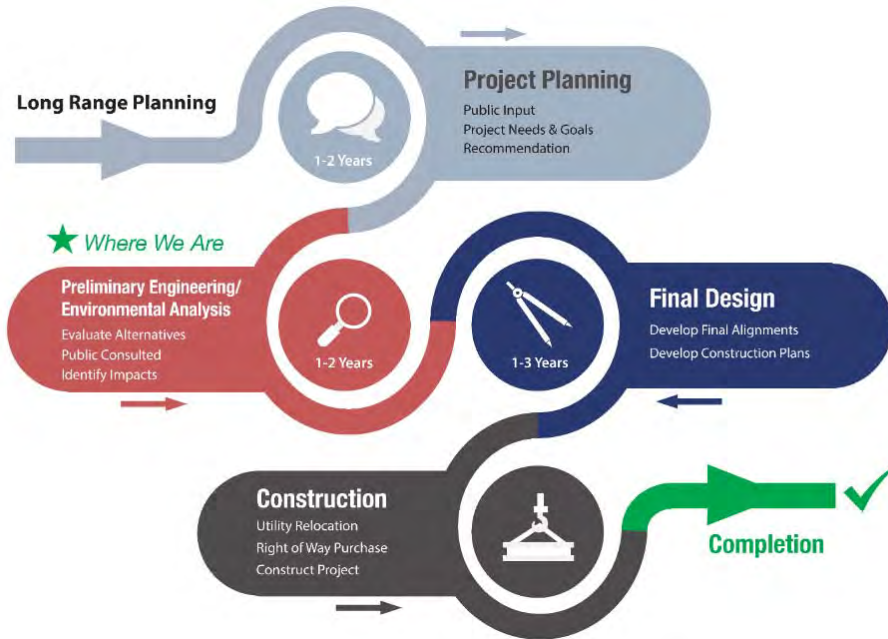 Long Range Planning
1-2 Years
Project Planning
Public Input
Project Needs & Goals
Recommendation
Where We Are
Preliminary Engineering/
Environmental Analysis
Evaluate Alternatives
Public Consulted
Identify Impacts
1-2 Years
1-3 Years
Final Design
Develop Final Alignments
Develop Construction Plans
Construction
Utility Relocation
Right of Way Purchase
Construct Project
Completion